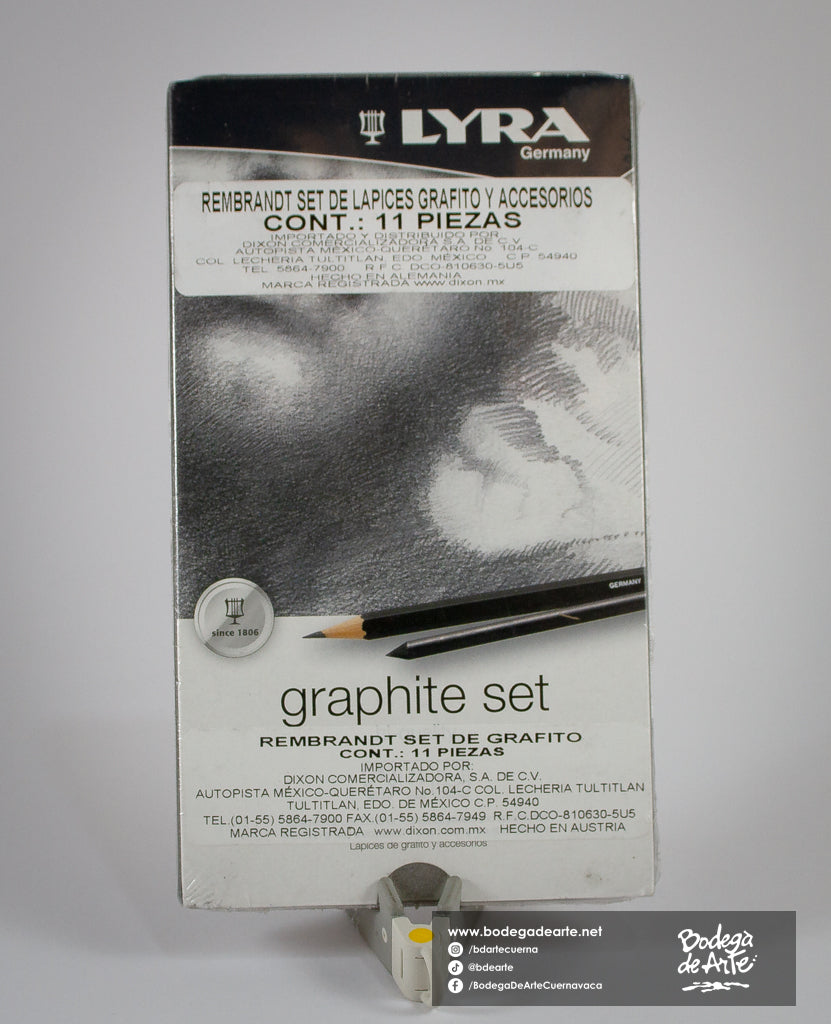 LYRA
Germany
REMBRANDT SET DE LAPICES GRAFITO Y ACCESORIOS
CONT.: 11 PIEZAS
IMPORTADO Y DISTRIBUIDO POR
DIXON COMERCIALIZADORA S.A. DE C.V.
AUTOPISTA MÉXICO-QUERÉTARO No 104-C
COL. LECHERIA TULTITLAN, EDO. MÉXICO C.P. 54940
TEL. 5864-7900 R F C DCO-810630-5U5
HECHO EN ALEMANIA
MARCA REGISTRADA www.dixon.mx
GERMANY
since 1806
graphite set
REMBRANDT SET DE GRAFITO
CONT.: 11 PIEZAS
IMPORTADO POR:
DIXON COMERCIALIZADORA, S.A. DE C.V.
AUTOPISTA MÉXICO-QUERÉTARO No.104-C COL. LECHERIA TULTITLAN
TULTITLAN, EDO. DE MÉXICO C.P. 54940
TEL.(01-55) 5864-7900 FAX.(01-55) 5864-7949 R.F.C.DCO-810630-5U5
MARCA REGISTRADA www.dixon.com.mx HECHO EN AUSTRIA
Lápices de grafito y accesorios
www.bodegadearte.net
/bdartecuerna
@bdearte
/BodegaDeArteCuernavaca
Bodega
de Arte